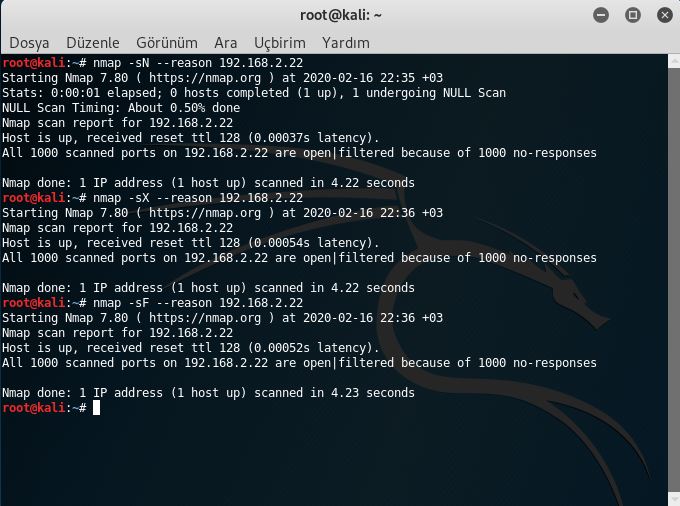 root@kali: ~
Dosya Düzenle Görünüm Ara Uçbirim Yardım
root@kali:~# nmap -sN --reason 192.168.2.22
Starting Nmap 7.80 ( https://nmap.org ) at 2020-02-16 22:35 +03
Stats: 0:00:01 elapsed; 0 hosts completed (1 up), 1 undergoing NULL Scan
NULL Scan Timing: About 0.50% done
Nmap scan report for 192.168.2.22
Host is up, received reset ttl 128 (0.00037s latency).
All 1000 scanned ports on 192.168.2.22 are open|filtered because of 1000 no-responses
Nmap done: 1 IP address (1 host up) scanned in 4.22 seconds
root@kali:~# nmap -sX --reason 192.168.2.22
Starting Nmap 7.80 ( https://nmap.org ) at 2020-02-16 22:36 +03
Nmap scan report for 192.168.2.22
Host is up, received reset ttl 128 (0.00054s latency).
All 1000 scanned ports on 192.168.2.22 are open|filtered because of 1000 no-responses
Nmap done: 1 IP address (1 host up) scanned in 4.22 seconds
root@kali:~# nmap -sF --reason 192.168.2.22
Starting Nmap 7.80 ( https://nmap.org ) at 2020-02-16 22:36 +03
Nmap scan report for 192.168.2.22
Host is up, received reset ttl 128 (0.00052s latency).
All 1000 scanned ports on 192.168.2.22 are open|filtered because of 1000 no-responses
Nmap done: 1 IP address (1 host up) scanned in 4.23 seconds
root@kali:~#